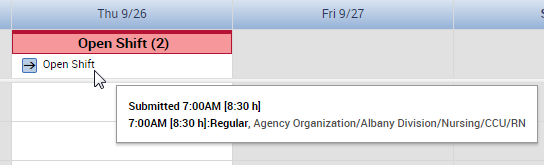 Thu 9/26 Fri 9/27
Open Shift (2)
Open Shift
Submitted 7:00AM [8:30 h]
7:00AM [8:30 h]:Regular, Agency Organization/Albany Division/Nursing/CCU/RN